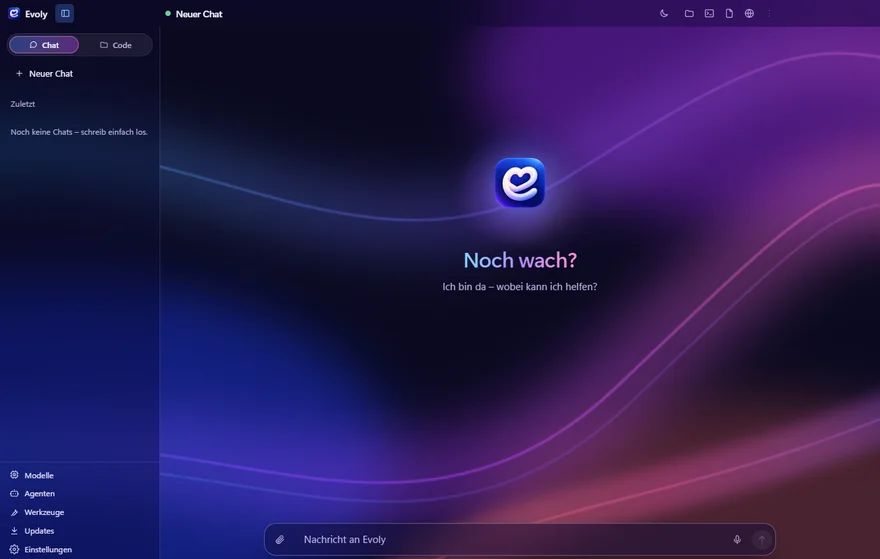 Evoly
Neuer Chat
Chat
Code
Neuer Chat
Zuletzt
Noch keine Chats – schreib einfach los.
Noch wach?
Ich bin da – wobei kann ich helfen?
Modelle
Agenten
Werkzeuge
Updates
Einstellungen
Nachricht an Evoly